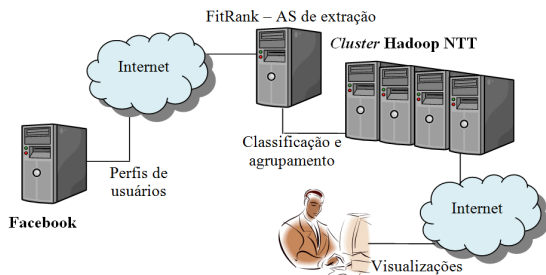 FitRank – AS de extração
Cluster Hadoop NTT
Internet
Classificação e
agrupamento
Perfis de
usuários
Facebook
Internet
Visualizações